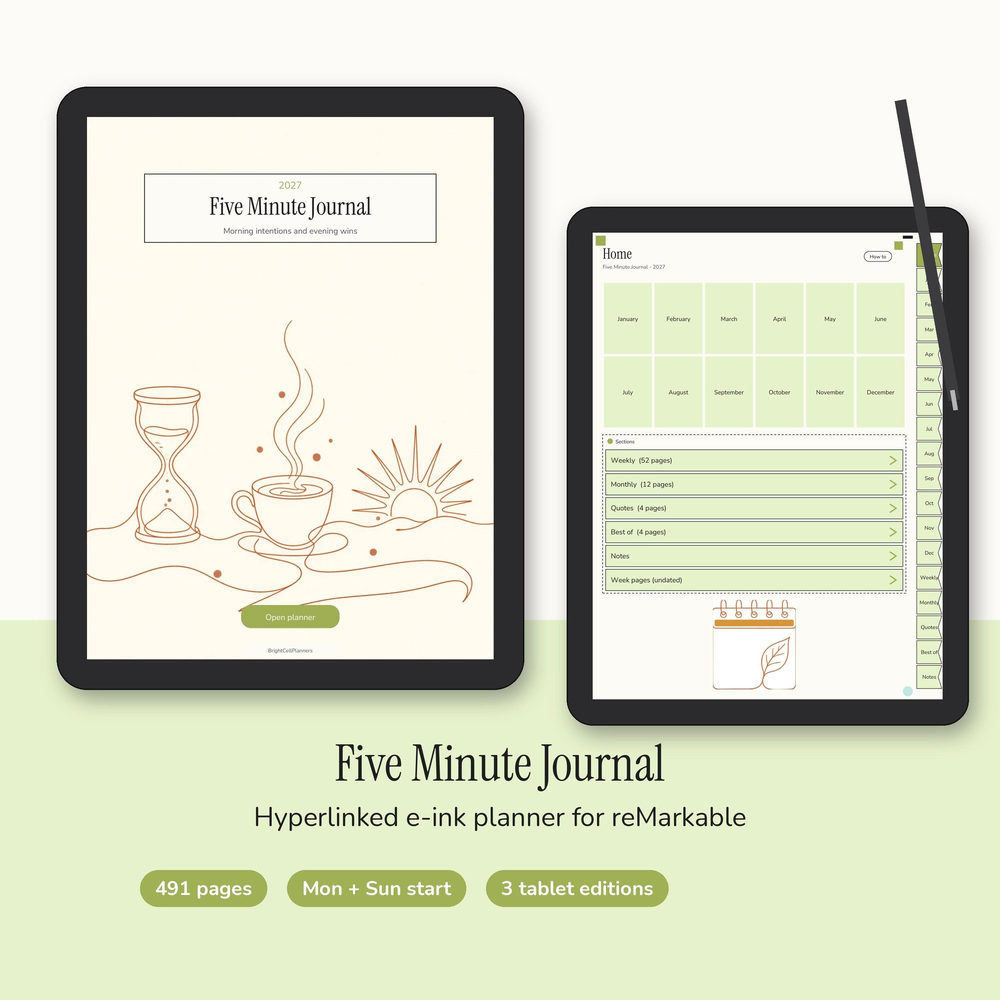 2027
Five Minute Journal
Morning intentions and evening wins
Open planner
BrightCellPlanners
Home
How to
Five Minute Journal - 2027
January
February
March
April
May
June
July
August
September
October
November
December
Sections
Weekly (52 pages)
Monthly (12 pages)
Quotes (4 pages)
Best of (4 pages)
Notes
Week pages (undated)
Mar
Apr
May
Jun
Jul
Aug
Sep
Oct
Nov
Dec
Weekly
Monthly
Quotes
Best of
Notes
Five Minute Journal
Hyperlinked e-ink planner for reMarkable
491 pages
Mon + Sun start
3 tablet editions